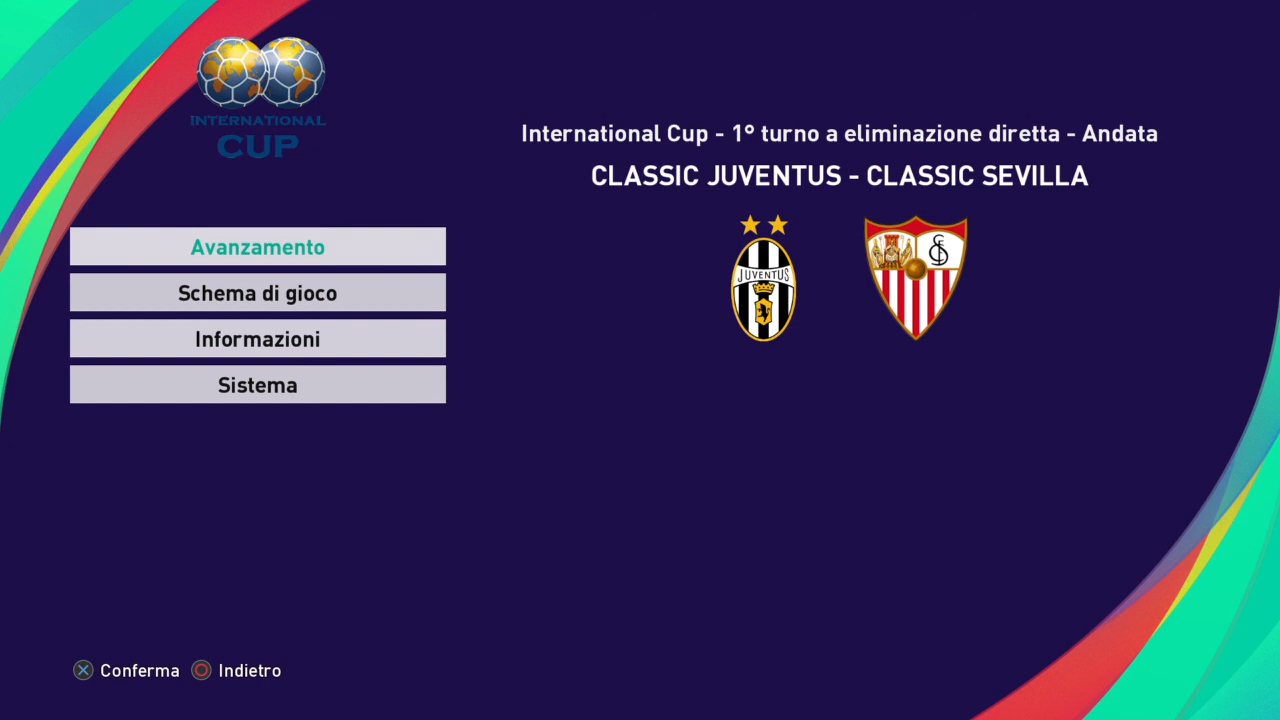 INTERNATIONAL
CUP
International Cup - 1° turno a eliminazione diretta - Andata
CLASSIC JUVENTUS - CLASSIC SEVILLA
JUVENTUS
Avanzamento
Schema di gioco
Informazioni
Sistema
Conferma Indietro